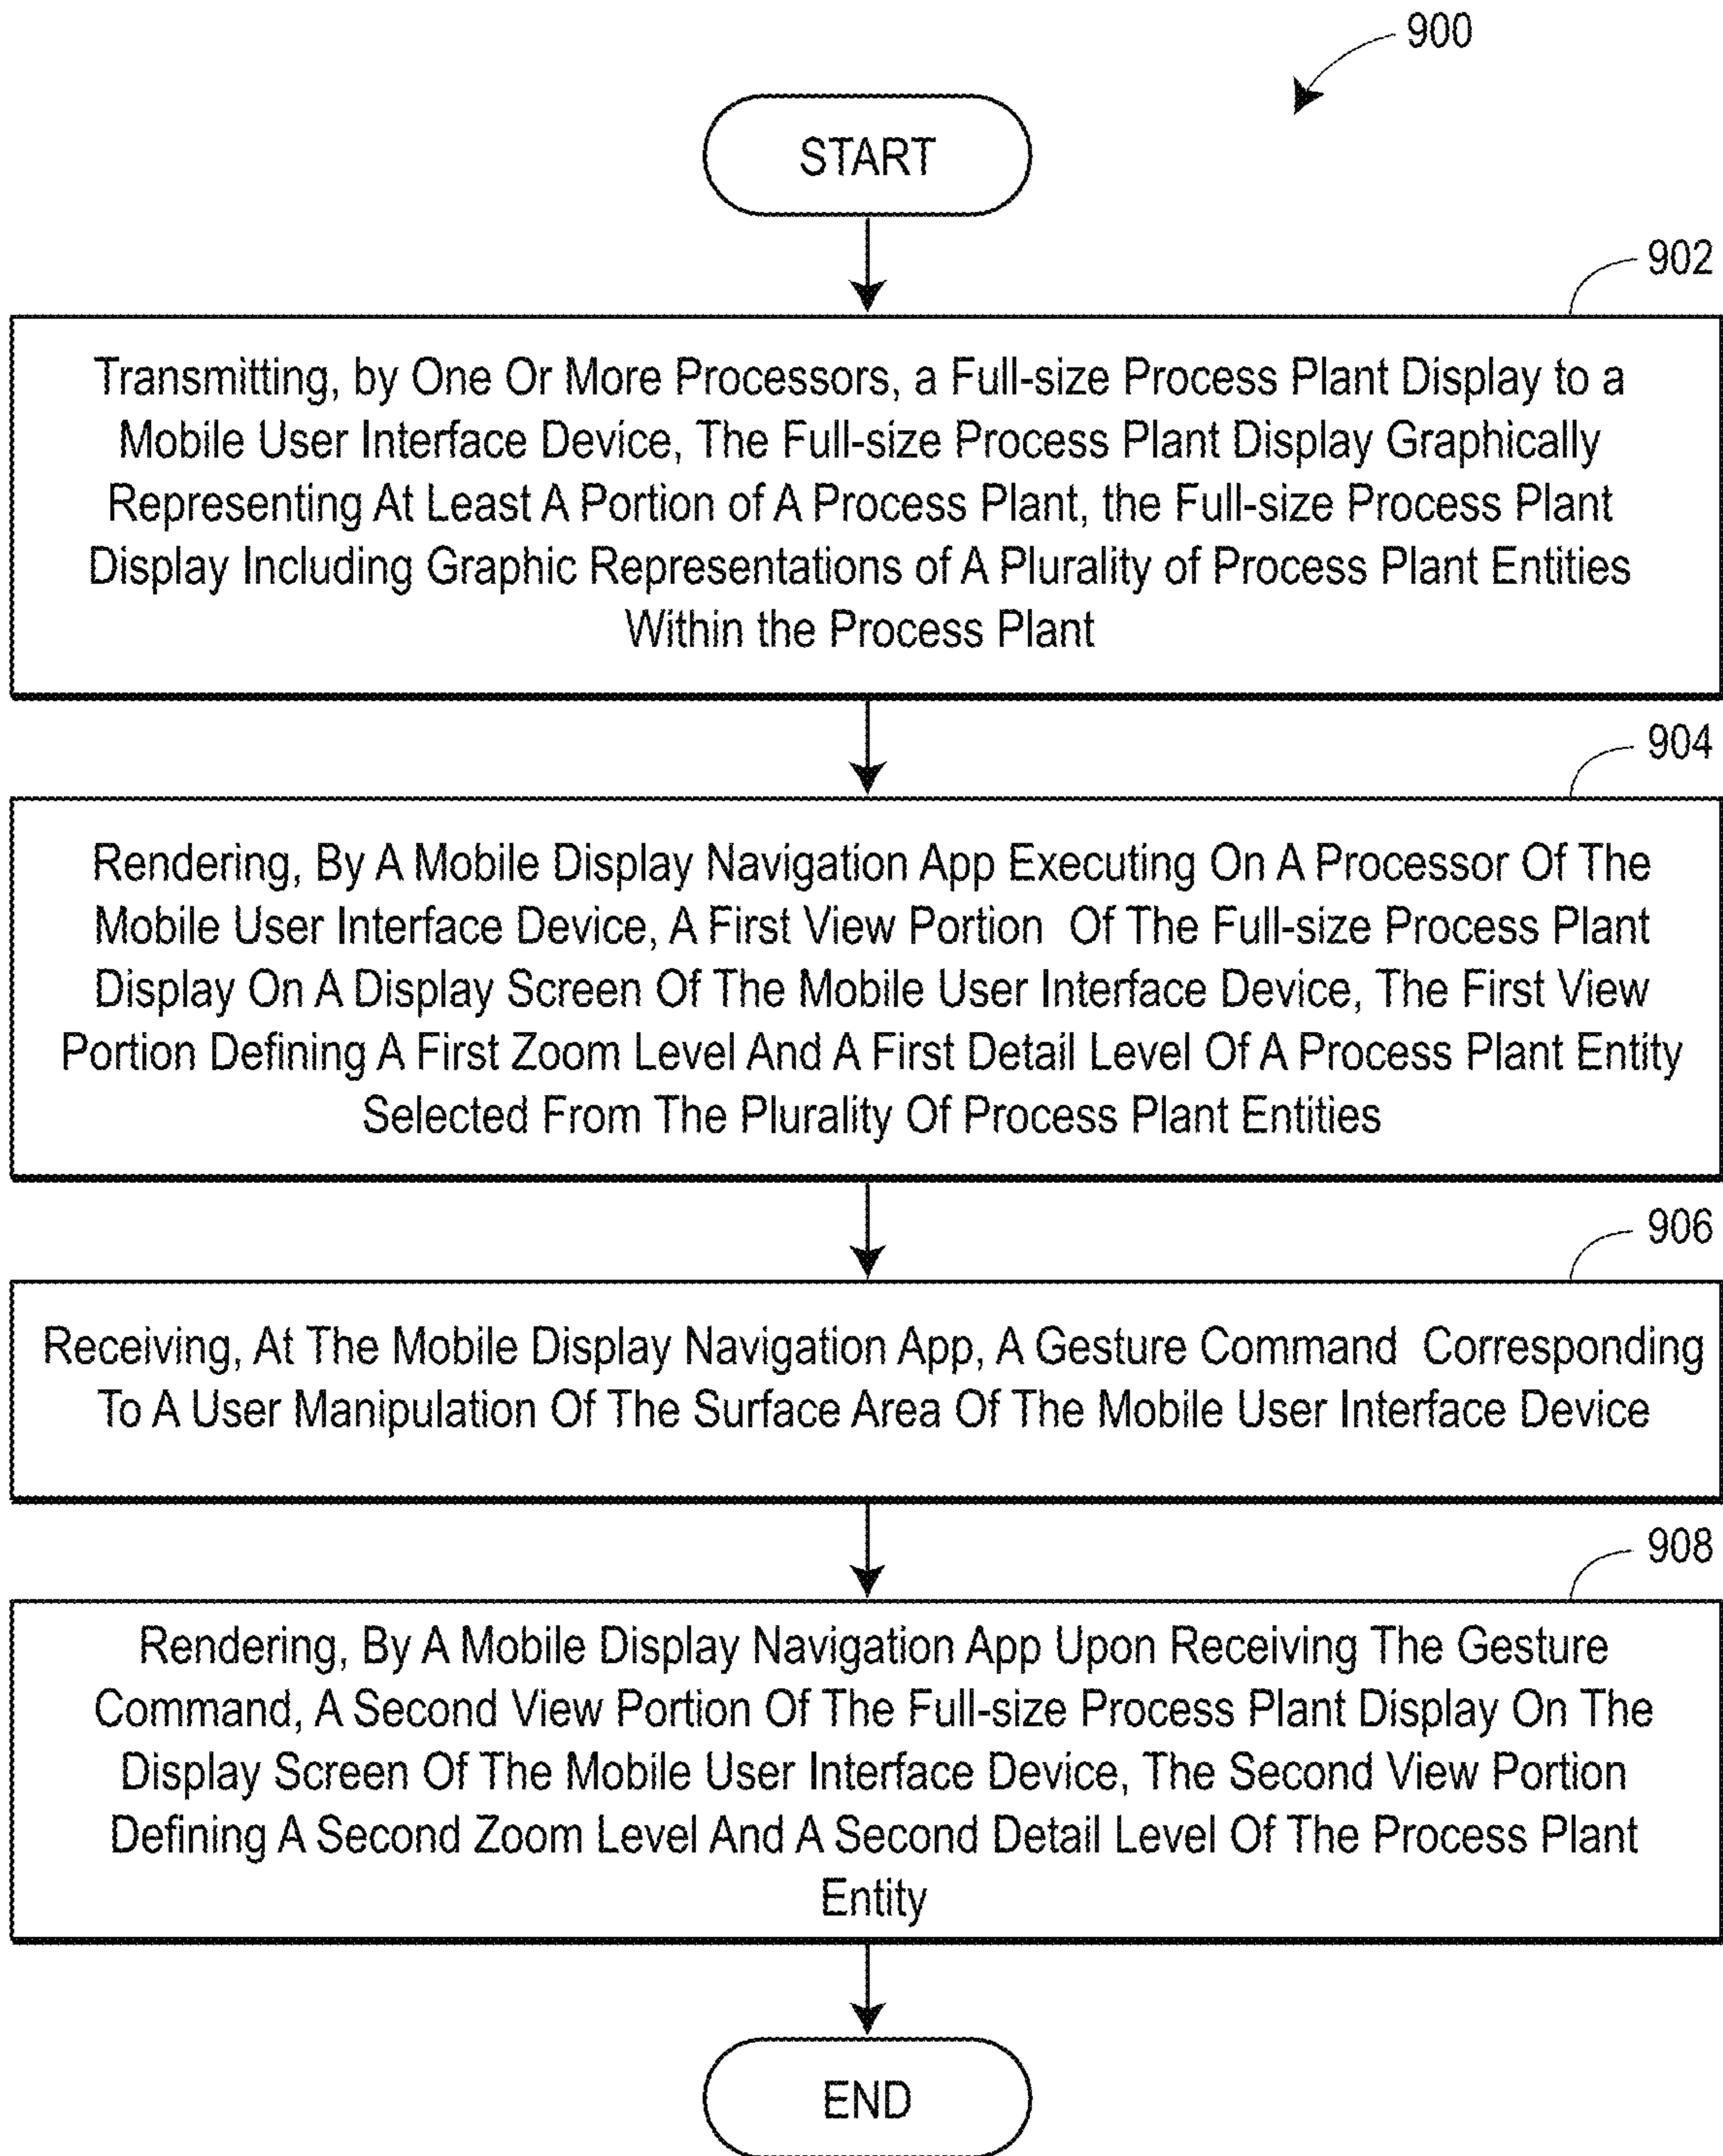 900
START
902
Transmitting, by One Or More Processors, a Full-size Process Plant Display to a
Mobile User Interface Device, The Full-size Process Plant Display Graphically
Representing At Least A Portion of A Process Plant, the Full-size Process Plant
Display Including Graphic Representations of A Plurality of Process Plant Entities
Within the Process Plant
904
Rendering, By A Mobile Display Navigation App Executing On A Processor Of The
Mobile User Interface Device, A First View Portion Of The Full-size Process Plant
Display On A Display Screen Of The Mobile User Interface Device, The First View
Portion Defining A First Zoom Level And A First Detail Level Of A Process Plant Entity
Selected From The Plurality Of Process Plant Entities
906
Receiving, At The Mobile Display Navigation App, A Gesture Command Corresponding
To A User Manipulation Of The Surface Area Of The Mobile User Interface Device
908
Rendering, By A Mobile Display Navigation App Upon Receiving The Gesture
Command, A Second View Portion Of The Full-size Process Plant Display On The
Display Screen Of The Mobile User Interface Device, The Second View Portion
Defining A Second Zoom Level And A Second Detail Level Of The Process Plant
Entity
END